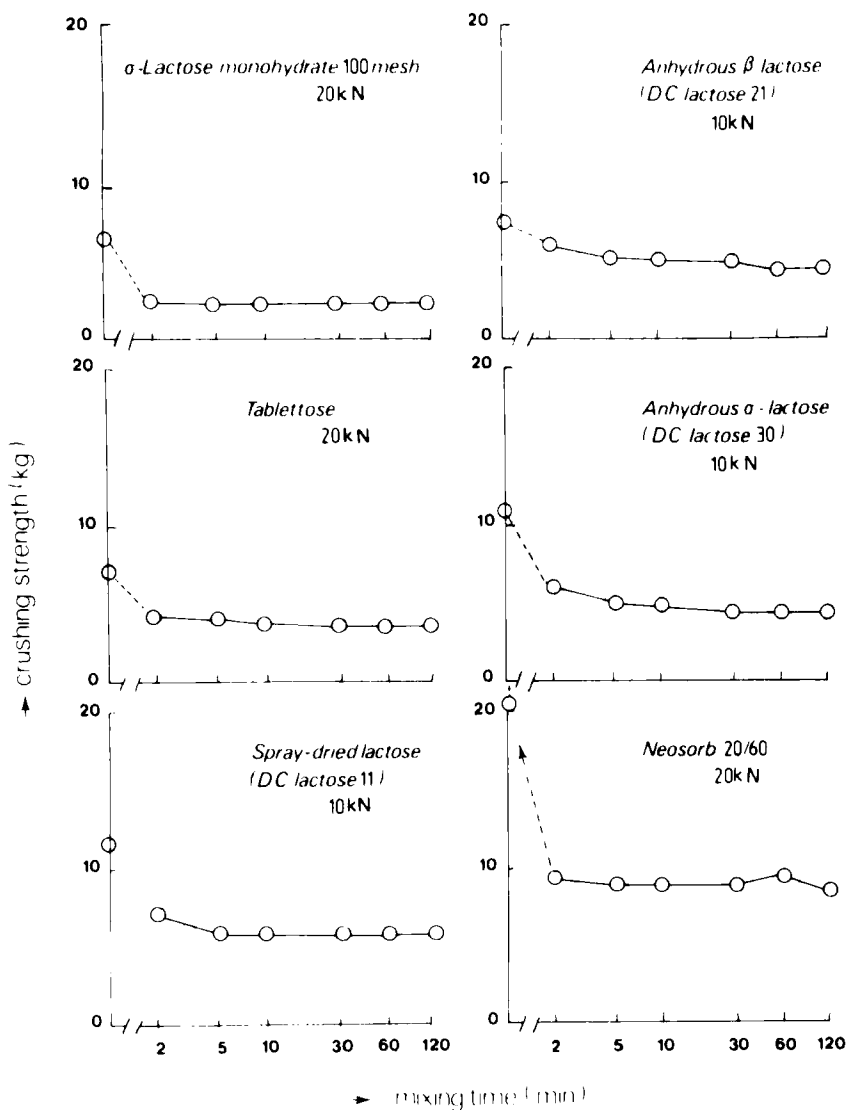 20
α-Lactose monohydrate 100 mesh
20kN
10
0
20
Anhydrous β lactose
(DC lactose 21)
10kN
10
0
20
Tablettose
20kN
10
0
20
Anhydrous α-lactose
(DC lactose 30)
10kN
10
0
20
Spray-dried lactose
(DC lactose 11)
10kN
10
0
2 5 10 30 60 120
20
Neosorb 20/60
20kN
10
0
2 5 10 30 60 120
→ crushing strength (kg)
→ mixing time (min)